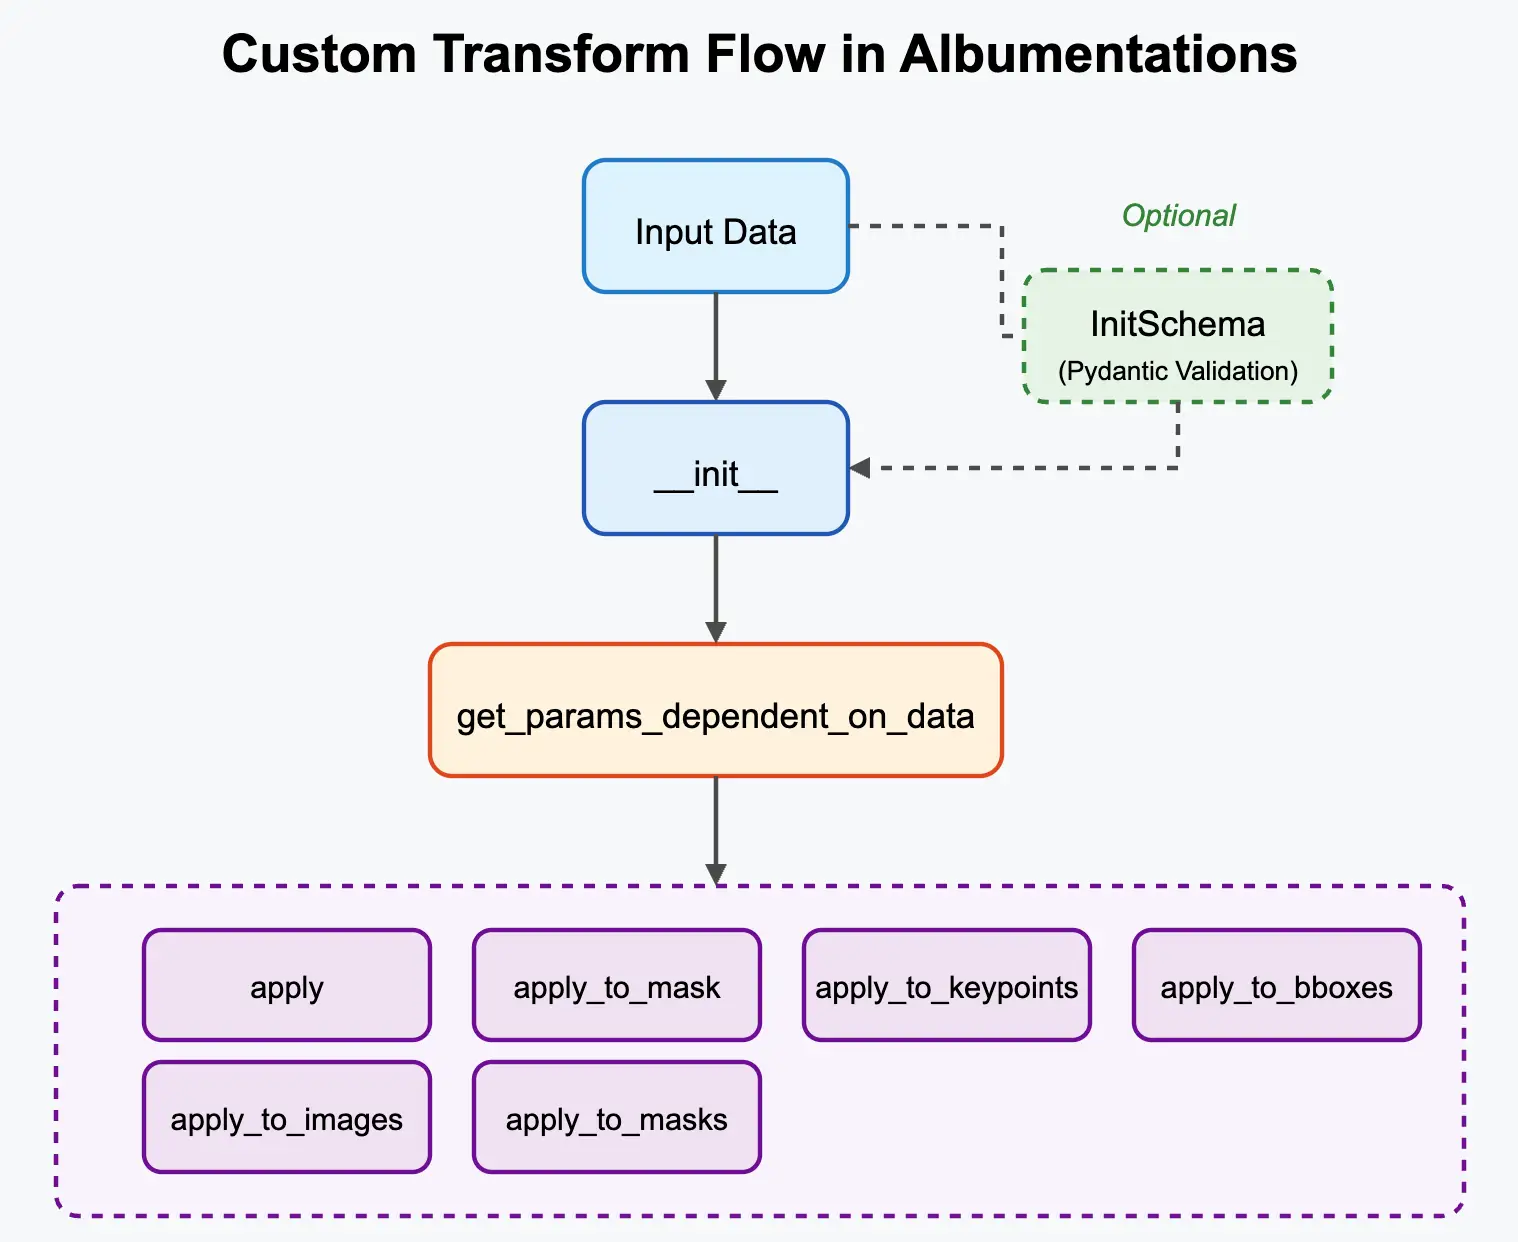 Custom Transform Flow in Albumentations
Input Data
Optional
InitSchema
(Pydantic Validation)
__init__
get_params_dependent_on_data
apply
apply_to_mask
apply_to_keypoints
apply_to_bboxes
apply_to_images
apply_to_masks